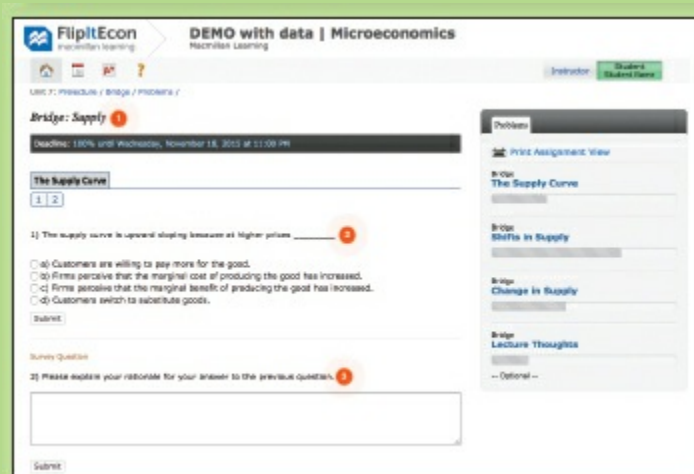 FlipItEcon
macmillan learning
DEMO with data | Microeconomics
Macmillan Learning
Instructor
Student
Student Name
Unit 7: Prelecture / Bridge / Problems /
Bridge: Supply 1
Deadline: 100% until Wednesday, November 18, 2015 at 11:00 PM
The Supply Curve
1 2
1) The supply curve is upward sloping because at higher prices ________ 2
a) Customers are willing to pay more for the good.
b) Firms perceive that the marginal cost of producing the good has increased.
c) Firms perceive that the marginal benefit of producing the good has increased.
d) Customers switch to substitute goods.
Submit
Survey Question
2) Please explain your rationale for your answer to the previous question. 3
Submit
Problems
Print Assignment View
Bridge
The Supply Curve
Bridge
Shifts in Supply
Bridge
Change in Supply
Bridge
Lecture Thoughts
-- Optional --